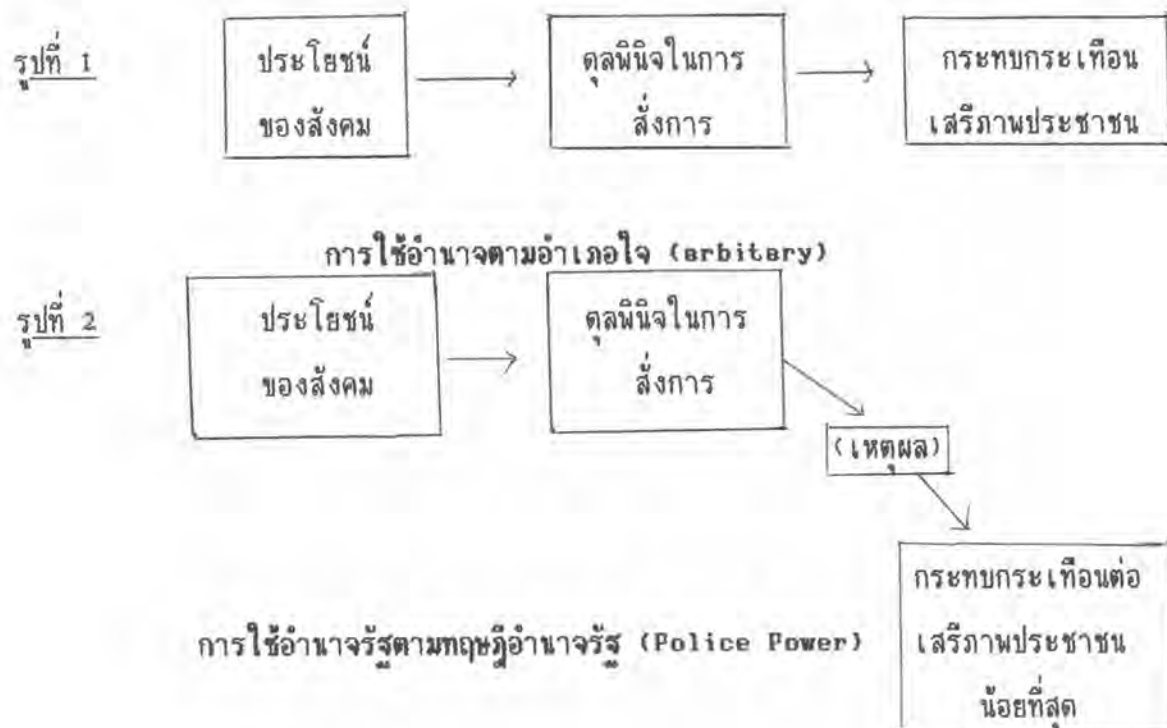 รูปที่ 1
ประโยชน์
ของสังคม
ดุลพินิจในการ
สั่งการ
กระทบกระเทือน
เสรีภาพประชาชน
การใช้อำนาจตามอำเภอใจ (arbitary)
รูปที่ 2
ประโยชน์
ของสังคม
ดุลพินิจในการ
สั่งการ
(เหตุผล)
กระทบกระเทือนต่อ
เสรีภาพประชาชน
น้อยที่สุด
การใช้อำนาจรัฐตามทฤษฎีอำนาจรัฐ (Police Power)